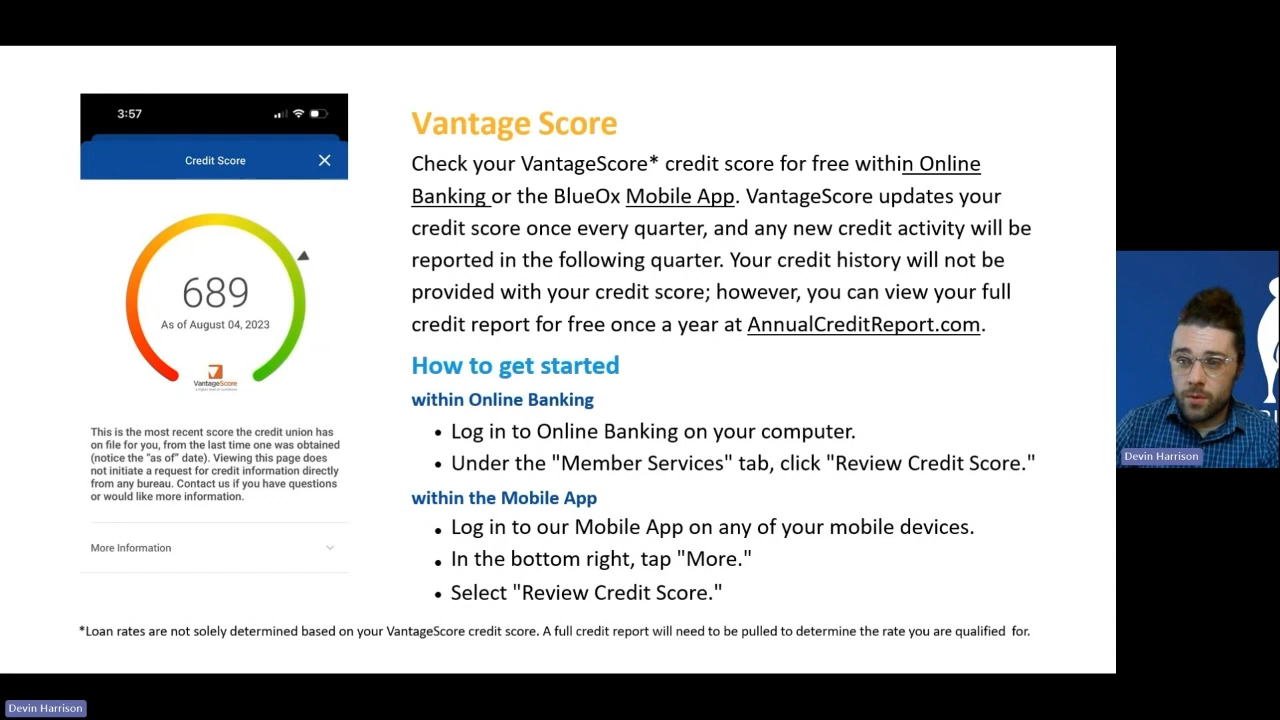 3:57
Credit Score
689
As of August 04, 2023
VantageScore
This is the most recent score the credit union has
on file for you, from the last time one was obtained
(notice the "as of" date). Viewing this page does
not initiate a request for credit information directly
from any bureau. Contact us if you have questions
or would like more information.
More Information
Vantage Score
Check your VantageScore* credit score for free within Online
Banking or the BlueOx Mobile App. VantageScore updates your
credit score once every quarter, and any new credit activity will be
reported in the following quarter. Your credit history will not be
provided with your credit score; however, you can view your full
credit report for free once a year at AnnualCreditReport.com.
How to get started
within Online Banking
• Log in to Online Banking on your computer.
• Under the "Member Services" tab, click "Review Credit Score."
within the Mobile App
• Log in to our Mobile App on any of your mobile devices.
• In the bottom right, tap "More."
• Select "Review Credit Score."
*Loan rates are not solely determined based on your VantageScore credit score. A full credit report will need to be pulled to determine the rate you are qualified for.
Devin Harrison
Devin Harrison